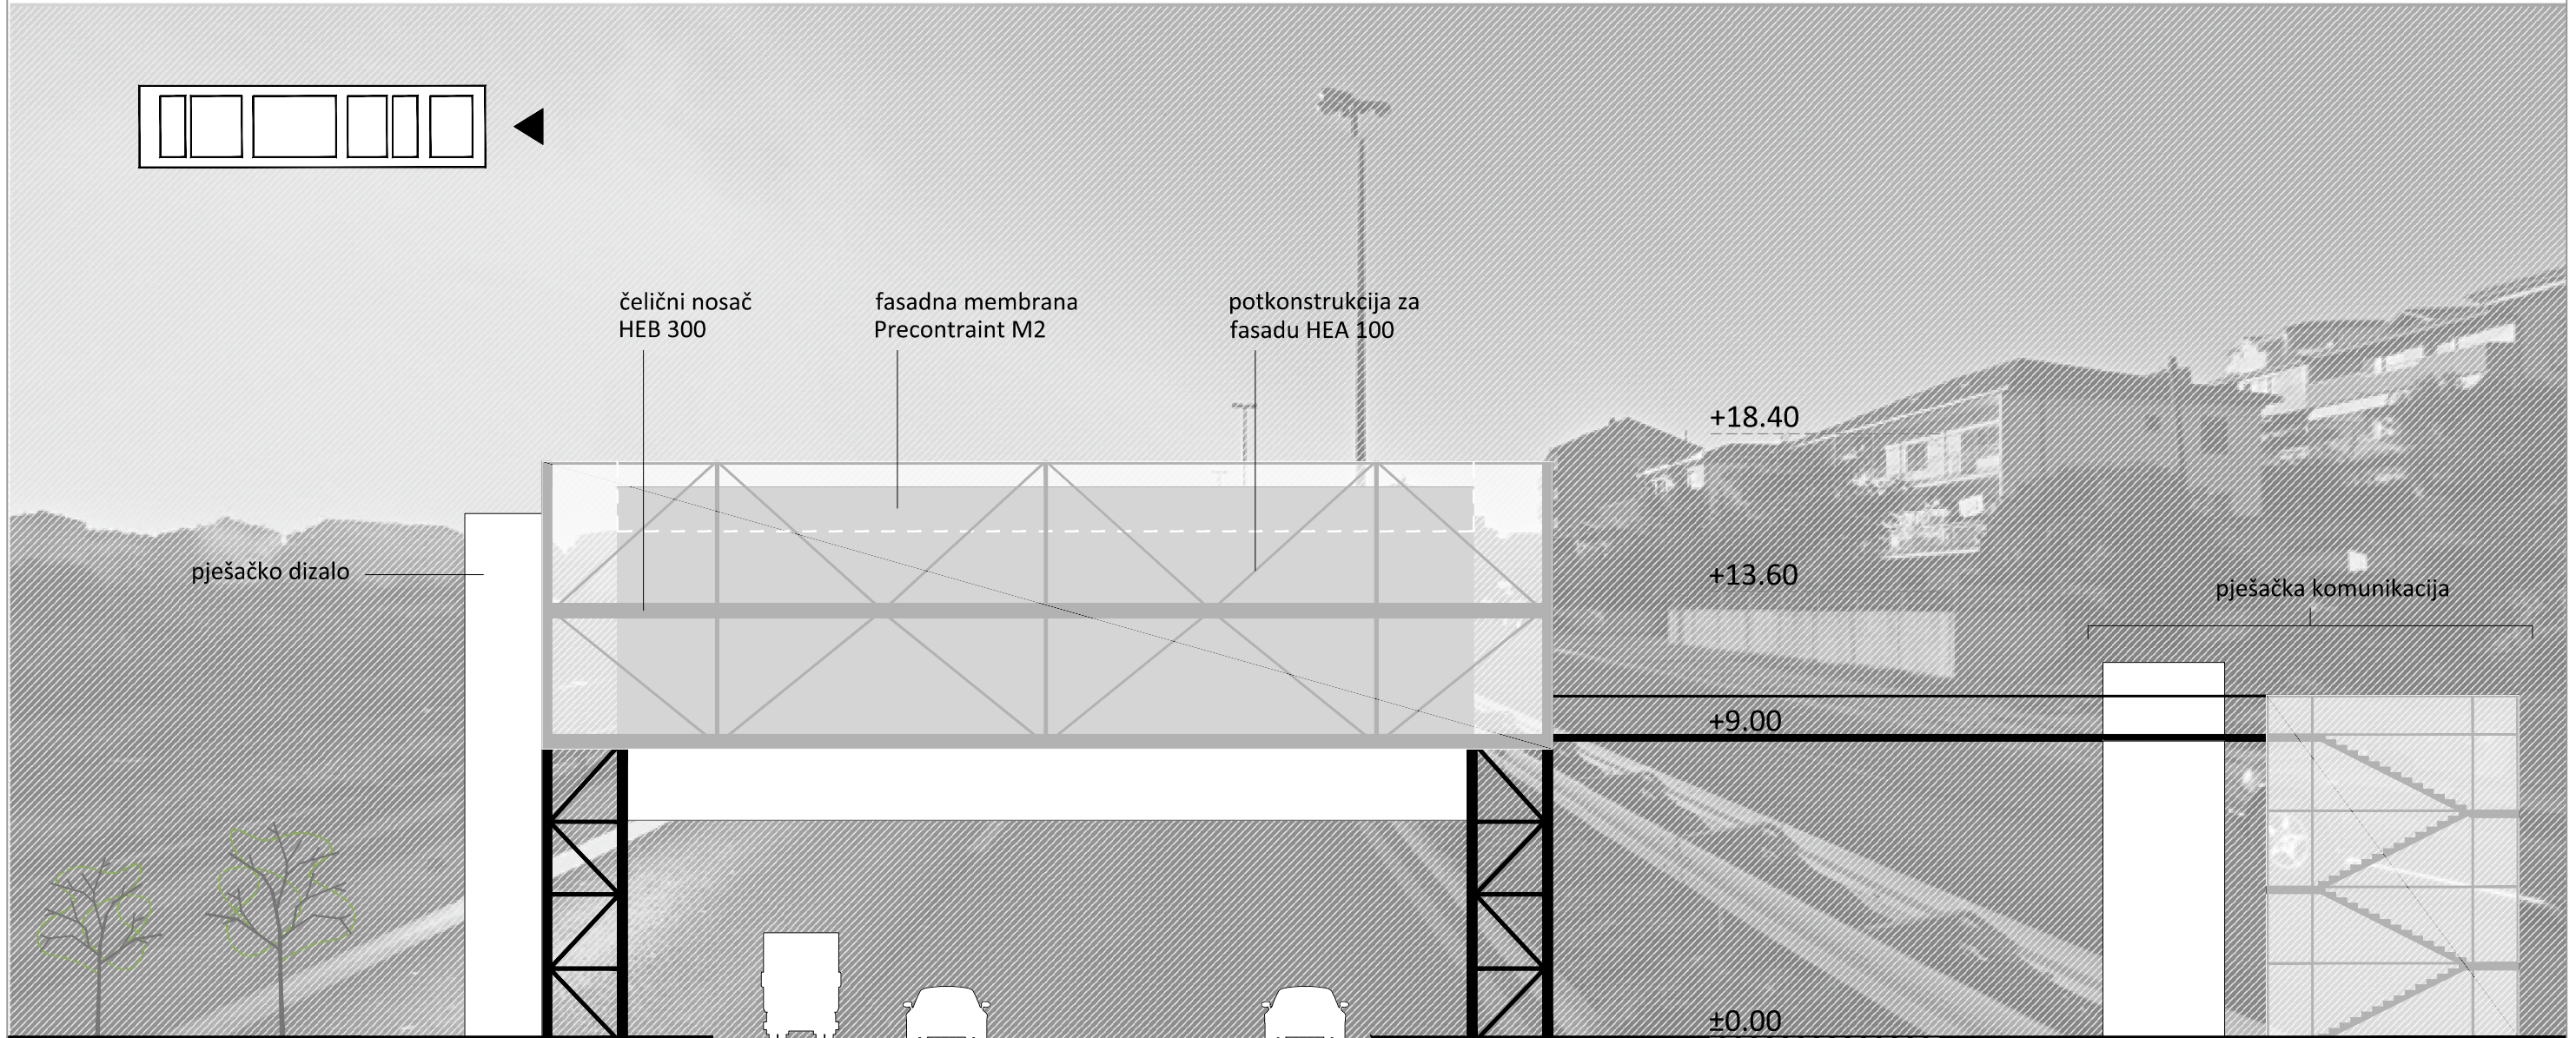 čelični nosač
HEB 300
fasadna membrana
Precontraint M2
potkonstrukcija za
fasadu HEA 100
+18.40
pješačko dizalo
+13.60
pješačka komunikacija
+9.00
±0.00